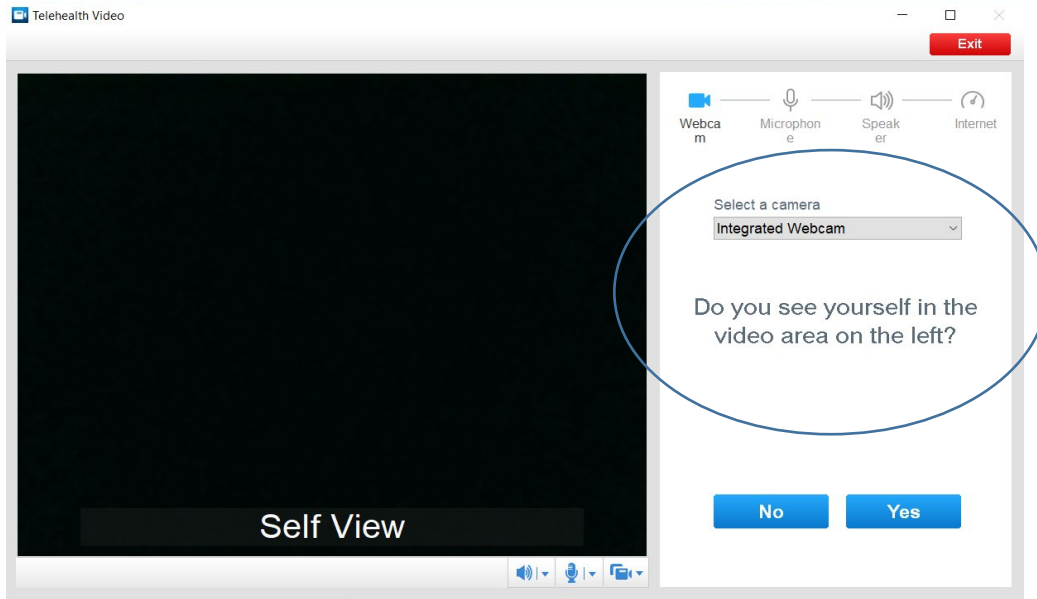 Telehealth Video
Exit
Webca
m
Microphon
e
Speak
er
Internet
Select a camera
Integrated Webcam
Do you see yourself in the
video area on the left?
Self View
No
Yes